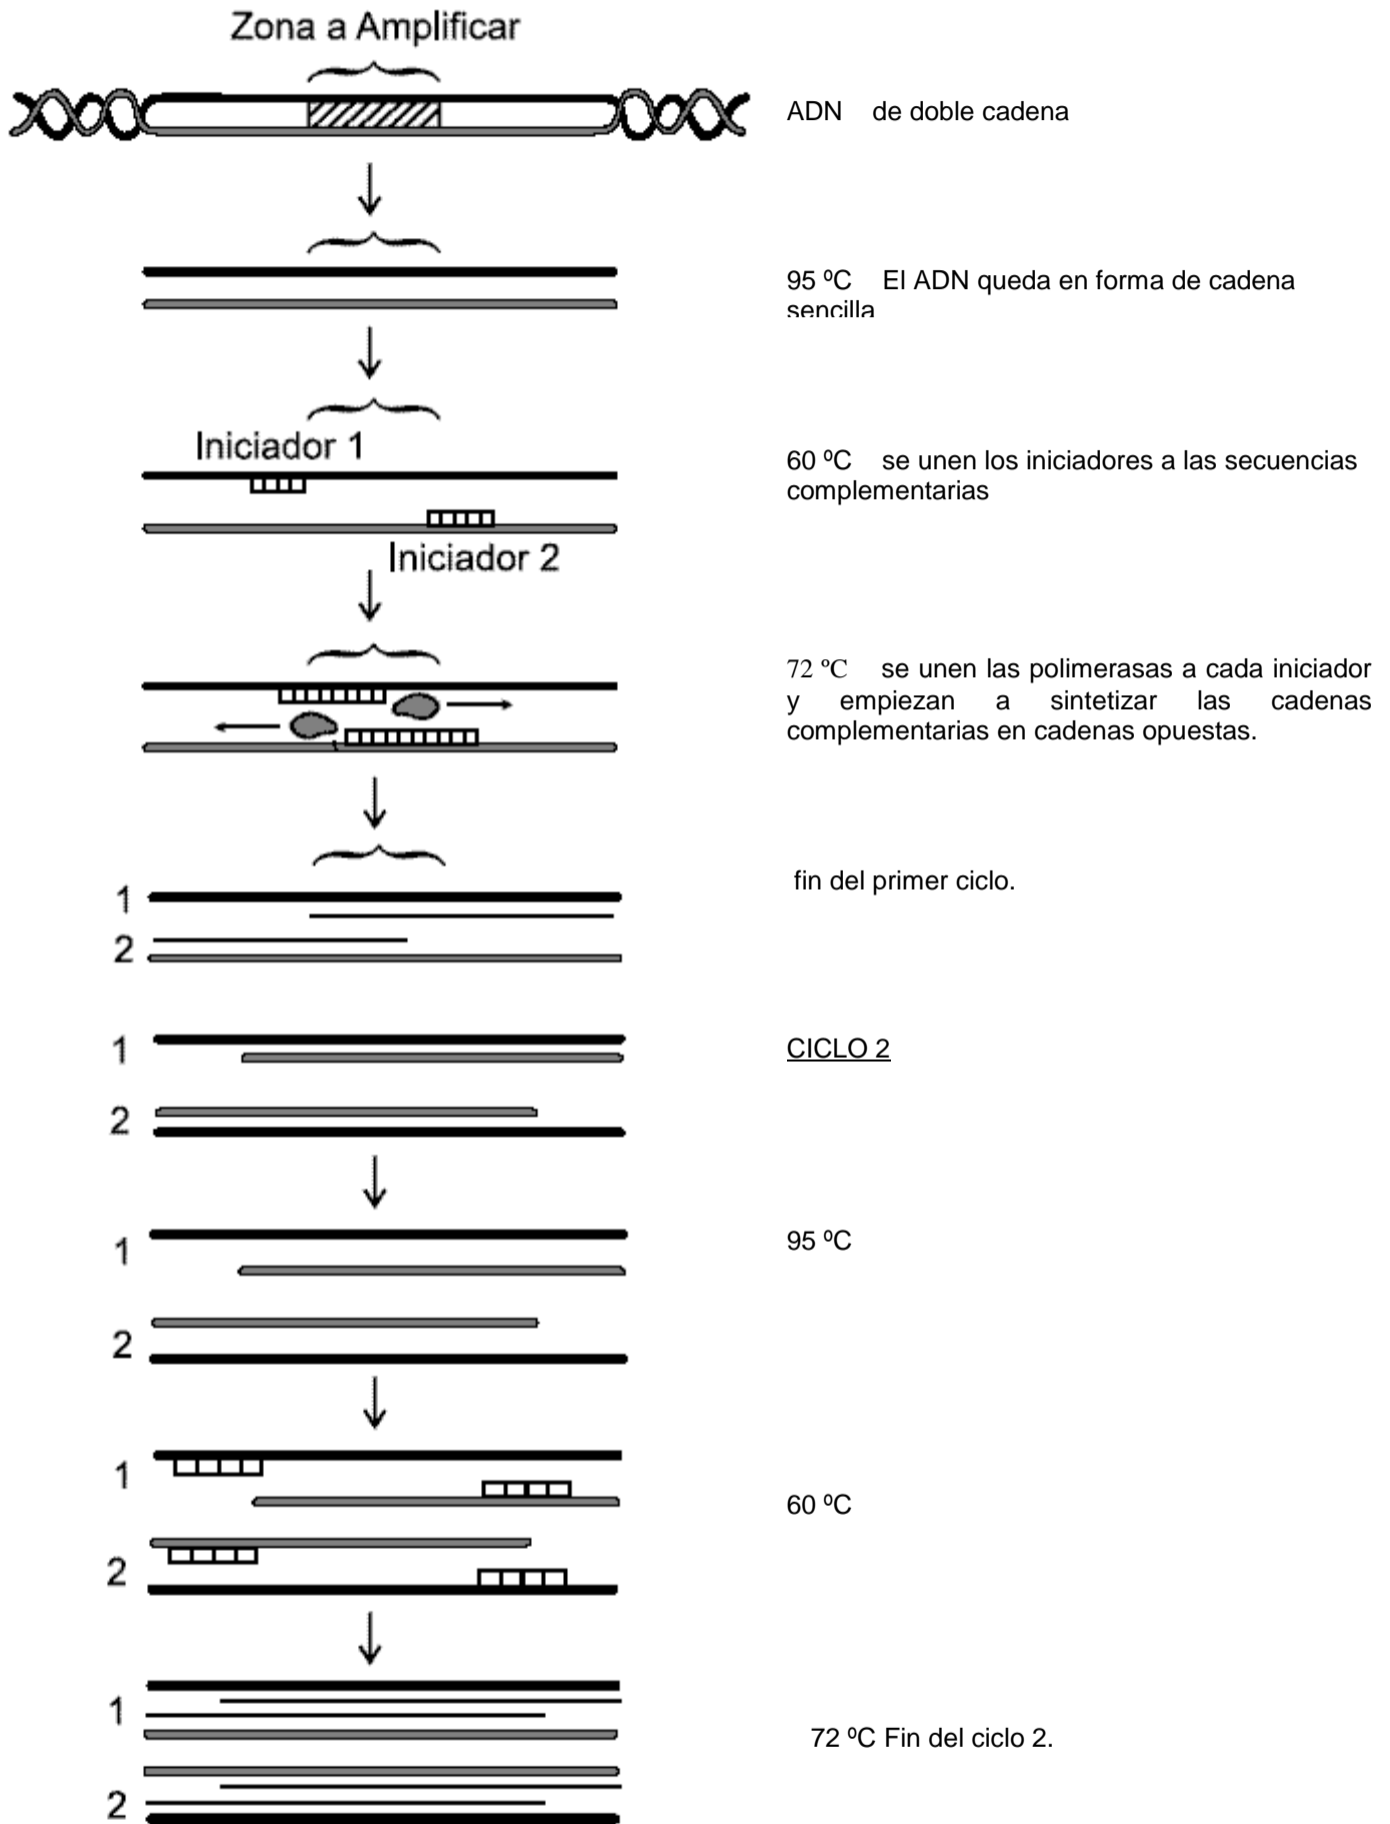 Zona a Amplificar
ADN de doble cadena
95 ºC El ADN queda en forma de cadena
sencilla
Iniciador 1
60 ºC se unen los iniciadores a las secuencias
complementarias
Iniciador 2
72 ºC se unen las polimerasas a cada iniciador
y empiezan a sintetizar las cadenas
complementarias en cadenas opuestas.
fin del primer ciclo.
1
2
CICLO 2
1
2
95 ºC
1
2
1
60 ºC
2
1
72 ºC Fin del ciclo 2.
2